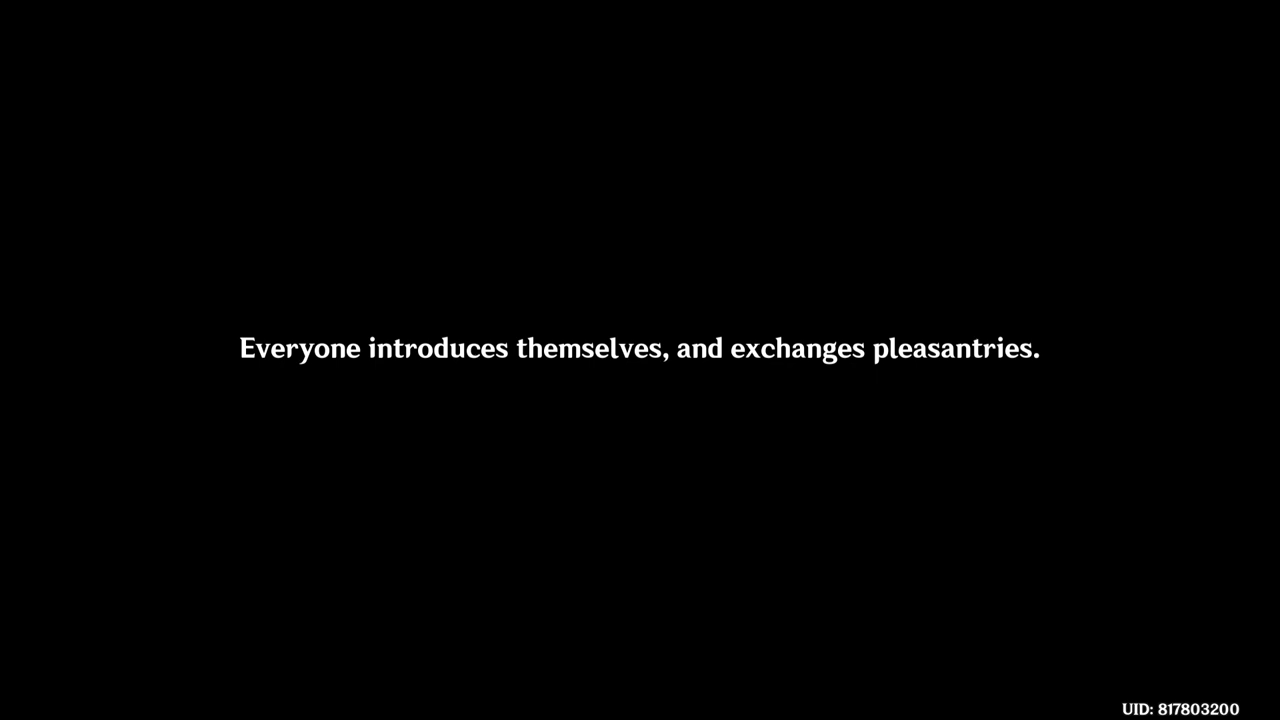 Everyone introduces themselves, and exchanges pleasantries.
UID: 817803200